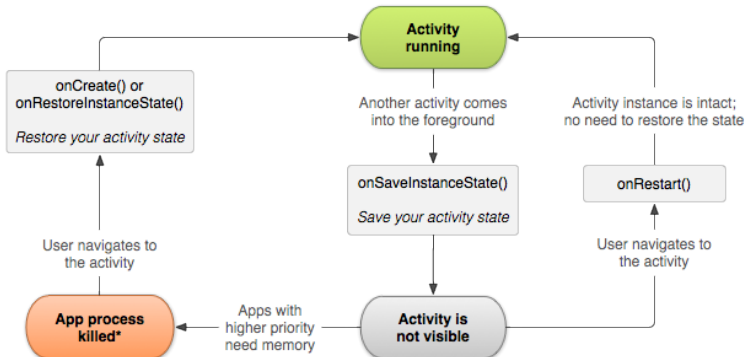 Activity
running
onCreate() or
onRestoreInstanceState()
Restore your activity state
Another activity comes
into the foreground
Activity instance is intact;
no need to restore the state
onSaveInstanceState()
Save your activity state
onRestart()
User navigates to
the activity
User navigates to
the activity
App process
killed*
Apps with
higher priority
need memory
Activity is
not visible